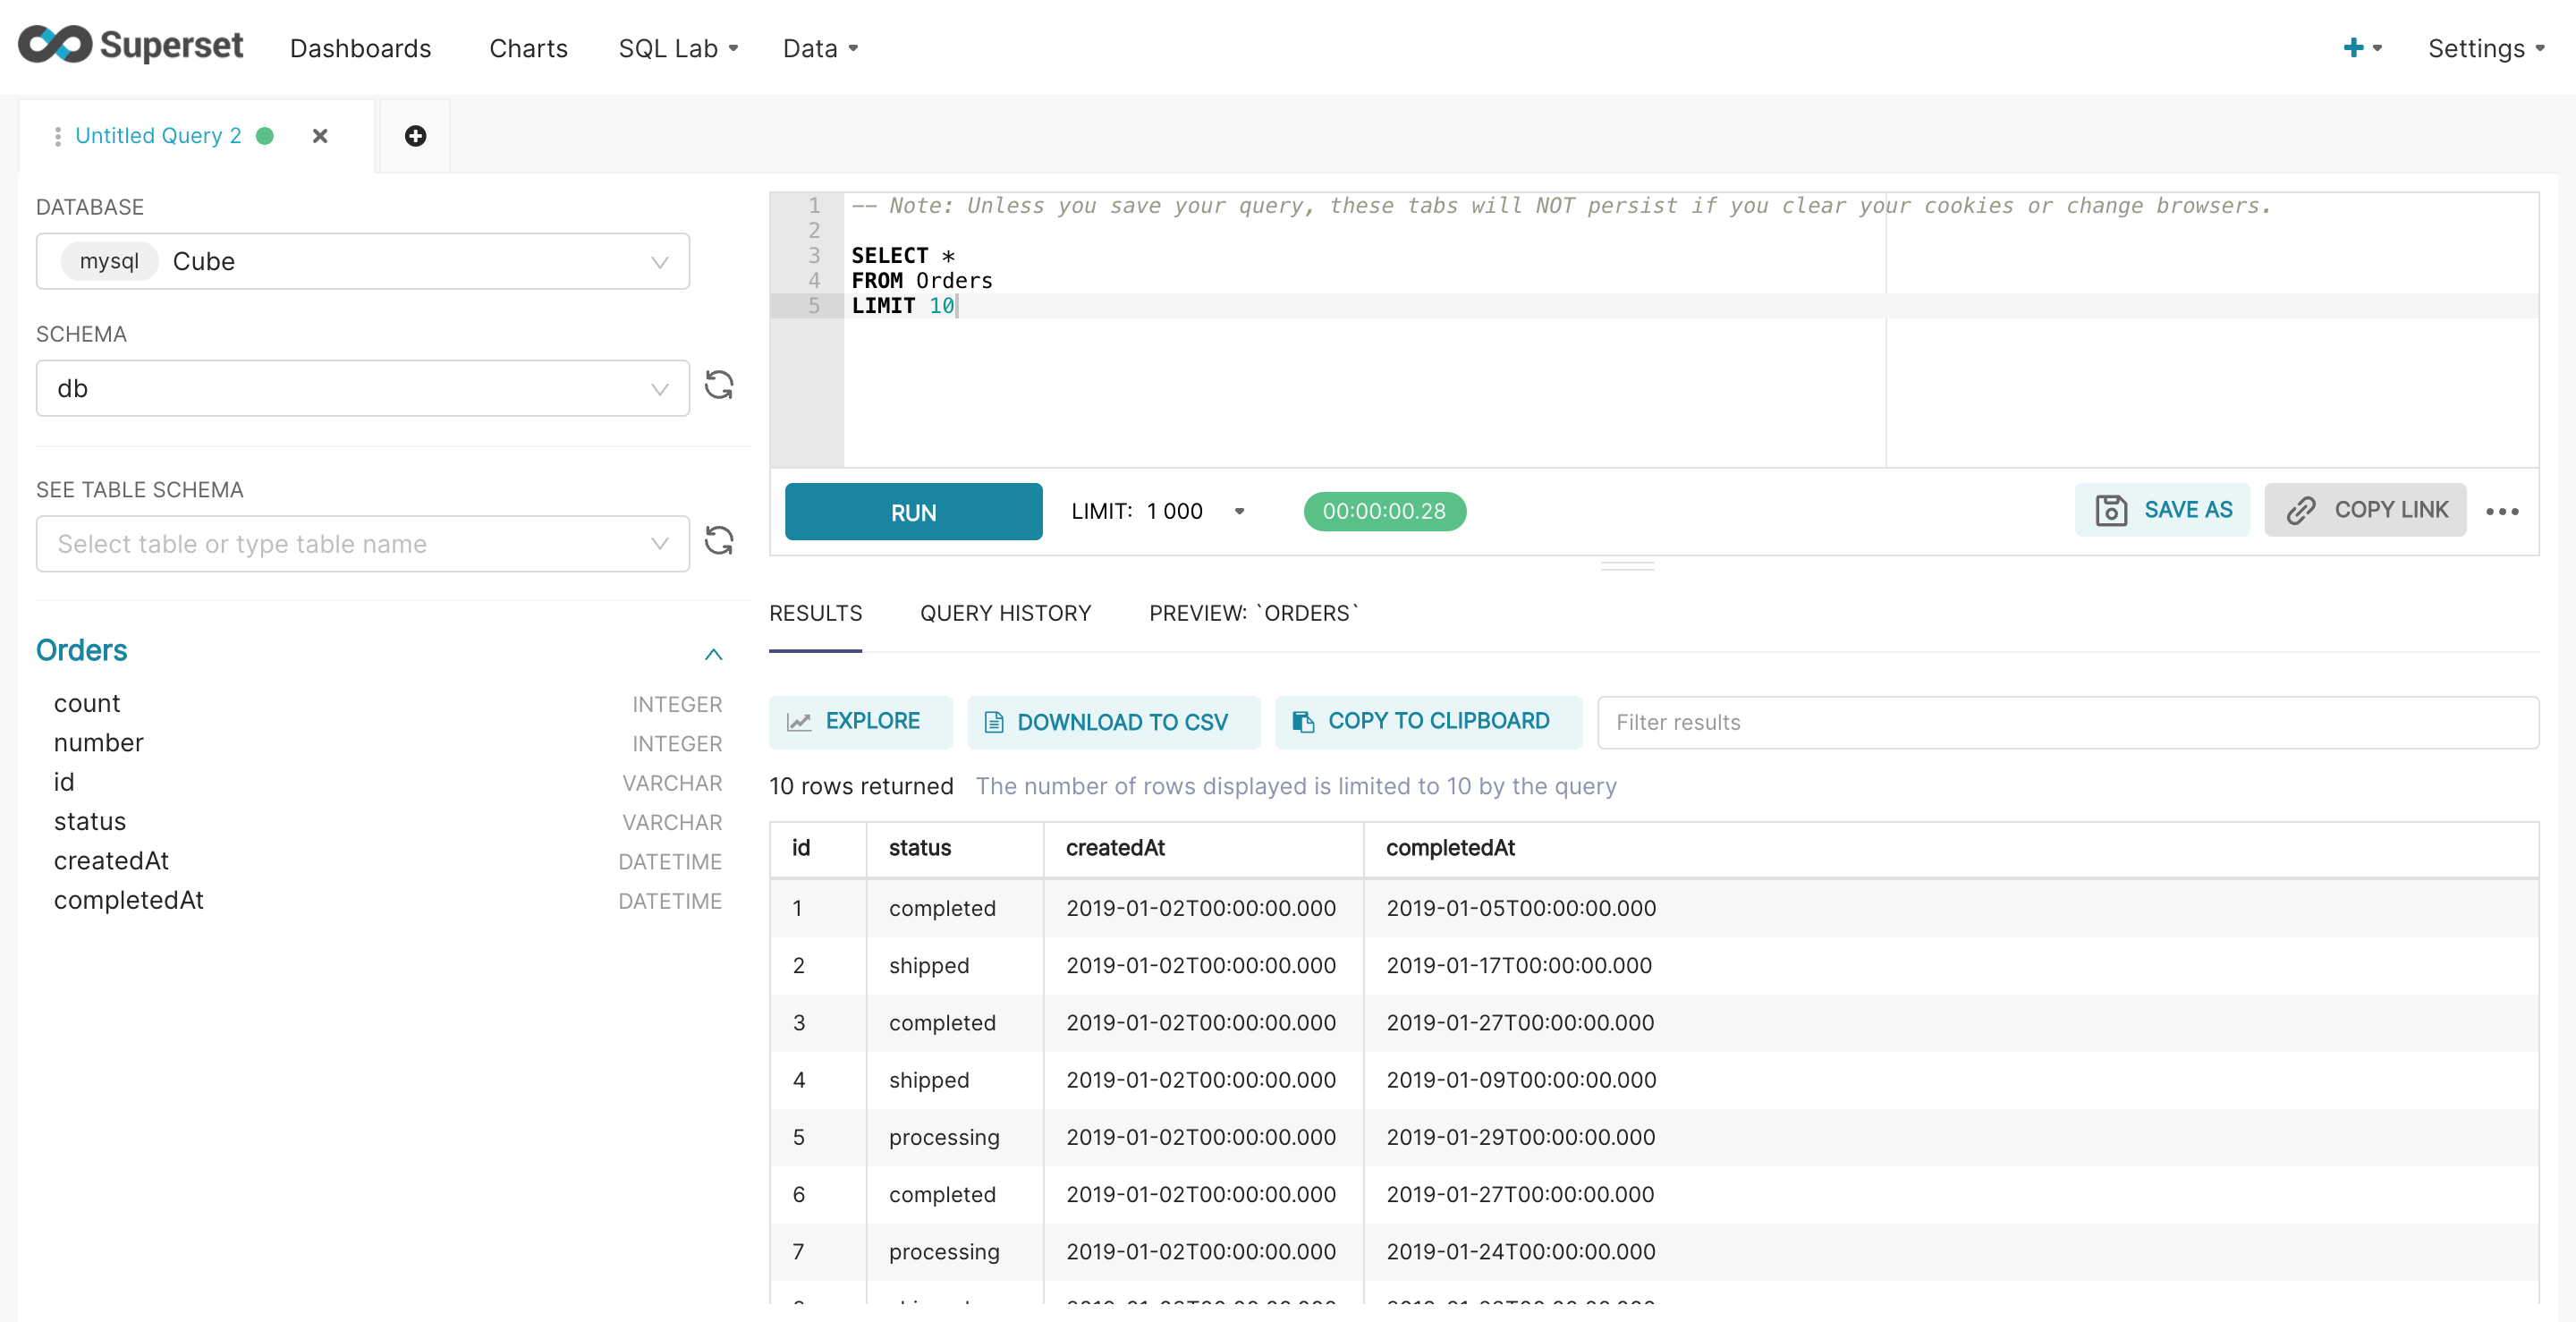 Superset Dashboards Charts SQL Lab Data Settings
Untitled Query 2
DATABASE
mysql Cube
SCHEMA
db
SEE TABLE SCHEMA
Select table or type table name
Orders
count INTEGER
number INTEGER
id VARCHAR
status VARCHAR
createdAt DATETIME
completedAt DATETIME
1 -- Note: Unless you save your query, these tabs will NOT persist if you clear your cookies or change browsers.
2
3 SELECT *
4 FROM Orders
5 LIMIT 10
RUN LIMIT: 1 000 00:00:00.28 SAVE AS COPY LINK
RESULTS QUERY HISTORY PREVIEW: `ORDERS`
EXPLORE DOWNLOAD TO CSV COPY TO CLIPBOARD Filter results
10 rows returned The number of rows displayed is limited to 10 by the query
id status createdAt completedAt
1 completed 2019-01-02T00:00:00.000 2019-01-05T00:00:00.000
2 shipped 2019-01-02T00:00:00.000 2019-01-17T00:00:00.000
3 completed 2019-01-02T00:00:00.000 2019-01-27T00:00:00.000
4 shipped 2019-01-02T00:00:00.000 2019-01-09T00:00:00.000
5 processing 2019-01-02T00:00:00.000 2019-01-29T00:00:00.000
6 completed 2019-01-02T00:00:00.000 2019-01-27T00:00:00.000
7 processing 2019-01-02T00:00:00.000 2019-01-24T00:00:00.000